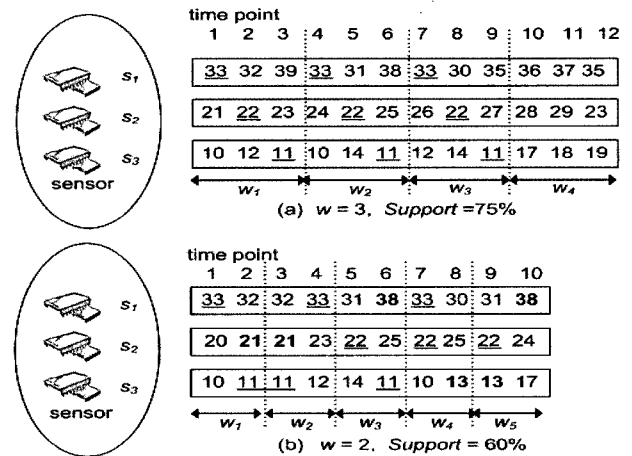 time point
1 2 3 4 5 6 7 8 9 10 11 12
s1 33 32 39 33 31 38 33 30 35 36 37 35
s2 21 22 23 24 22 25 26 22 27 28 29 23
s3 10 12 11 10 14 11 12 14 11 17 18 19
sensor
w1 w2 w3 w4
(a) w = 3, Support =75%
time point
1 2 3 4 5 6 7 8 9 10
s1 33 32 32 33 31 38 33 30 31 38
s2 20 21 21 23 22 25 22 25 22 24
s3 10 11 11 12 14 11 10 13 13 17
sensor
w1 w2 w3 w4 w5
(b) w = 2, Support = 60%